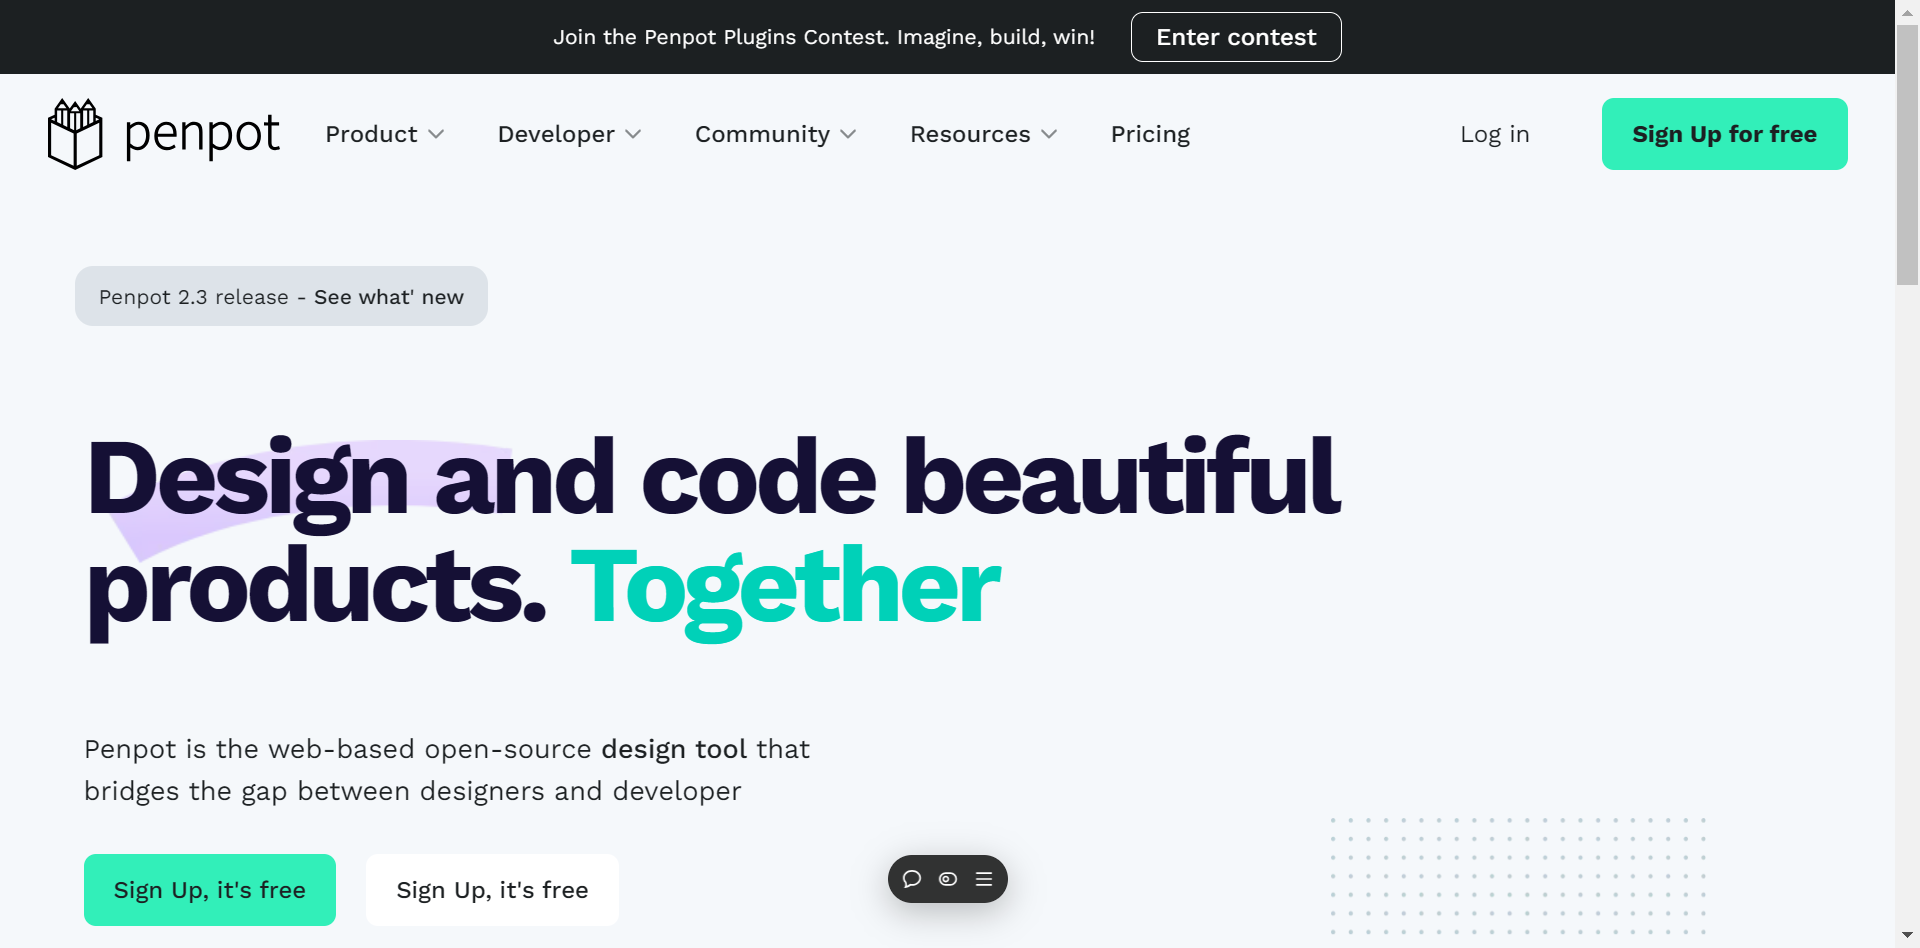 Join the Penpot Plugins Contest. Imagine, build, win!
Enter contest
penpot
Product
Developer
Community
Resources
Pricing
Log in
Sign Up for free
Penpot 2.3 release - See what' new
Design and code beautiful
products. Together
Penpot is the web-based open-source design tool that
bridges the gap between designers and developer
Sign Up, it's free
Sign Up, it's free